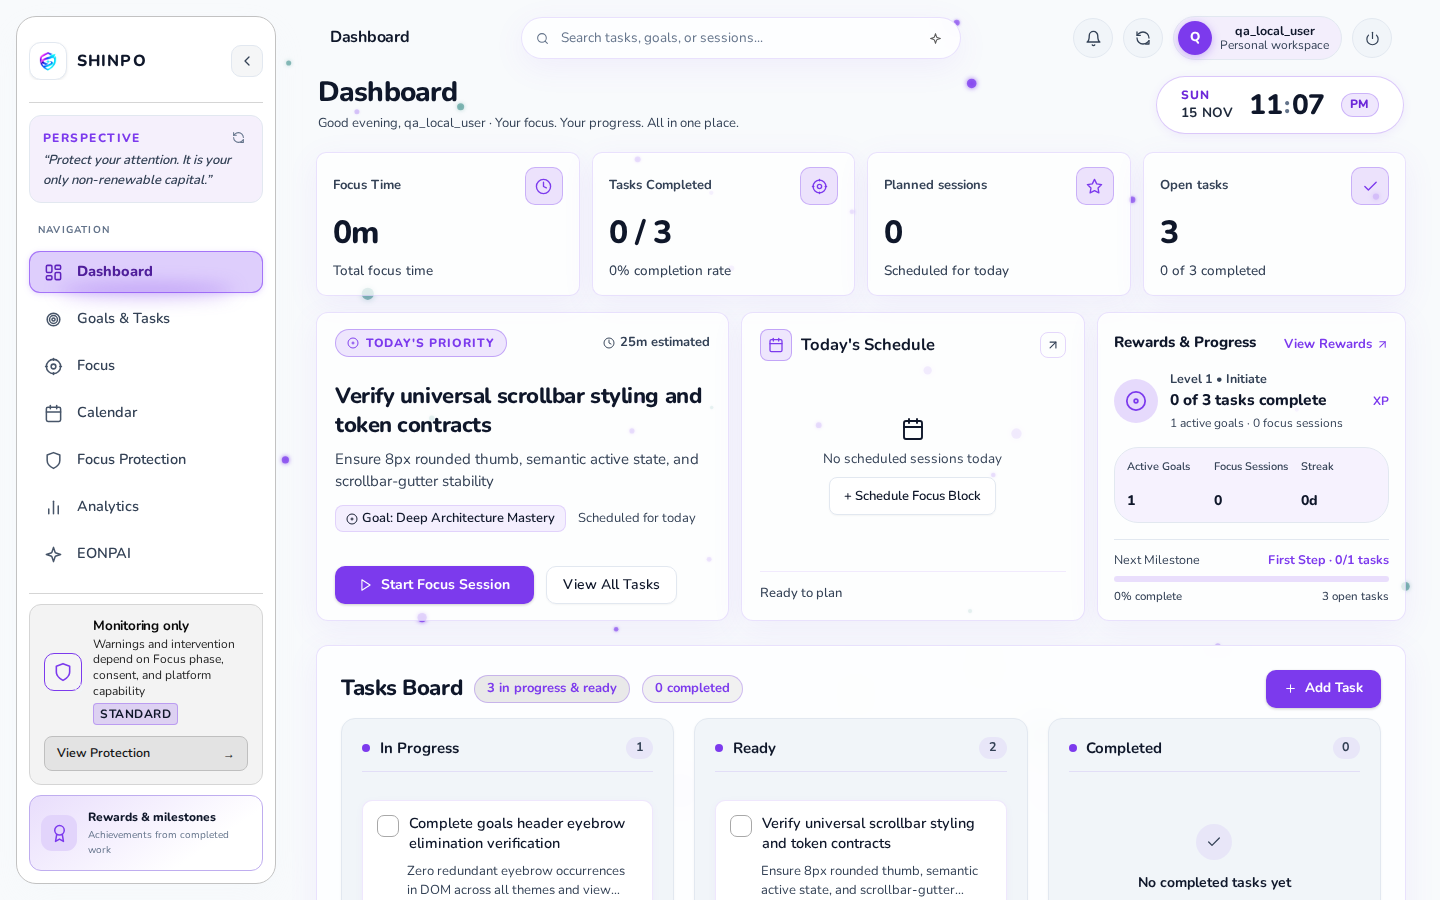 SHINPO
PERSPECTIVE
“Protect your attention. It is your
only non-renewable capital.”
NAVIGATION
Dashboard
Goals & Tasks
Focus
Calendar
Focus Protection
Analytics
EONPAI
Monitoring only
Warnings and intervention
depend on Focus phase,
consent, and platform
capability
STANDARD
View Protection →
Rewards & milestones
Achievements from completed
work
Dashboard
Search tasks, goals, or sessions...
Q
qa_local_user
Personal workspace
Dashboard
Good evening, qa_local_user · Your focus. Your progress. All in one place.
SUN
15 NOV
11:07
PM
Focus Time
0m
Total focus time
Tasks Completed
0 / 3
0% completion rate
Planned sessions
0
Scheduled for today
Open tasks
3
0 of 3 completed
TODAY'S PRIORITY
25m estimated
Verify universal scrollbar styling and
token contracts
Ensure 8px rounded thumb, semantic active state, and
scrollbar-gutter stability
Goal: Deep Architecture Mastery
Scheduled for today
Start Focus Session
View All Tasks
Today's Schedule
No scheduled sessions today
+ Schedule Focus Block
Ready to plan
Rewards & Progress
View Rewards
Level 1 • Initiate
0 of 3 tasks complete
XP
1 active goals · 0 focus sessions
Active Goals
Focus Sessions
Streak
1
0
0d
Next Milestone
First Step · 0/1 tasks
0% complete
3 open tasks
Tasks Board
3 in progress & ready
0 completed
+ Add Task
In Progress
1
Complete goals header eyebrow
elimination verification
Zero redundant eyebrow occurrences
in DOM across all themes and view...
Ready
2
Verify universal scrollbar styling
and token contracts
Ensure 8px rounded thumb, semantic
active state, and scrollbar-gutter...
Completed
0
No completed tasks yet